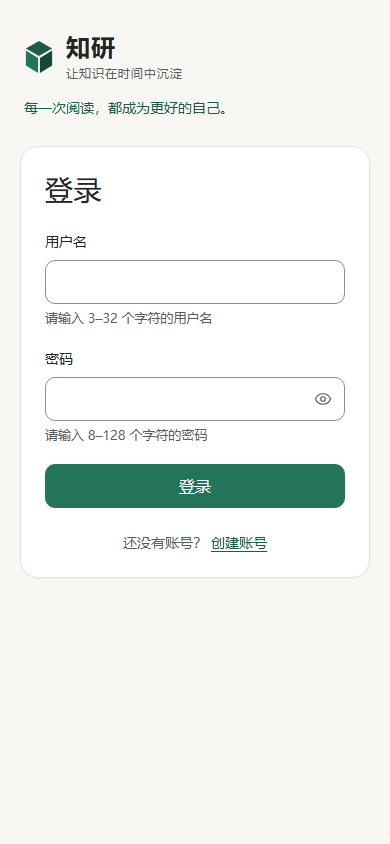 知研
让知识在时间中沉淀
每一次阅读，都成为更好的自己。
登录
用户名
请输入 3–32 个字符的用户名
密码
请输入 8–128 个字符的密码
登录
还没有账号？ 创建账号